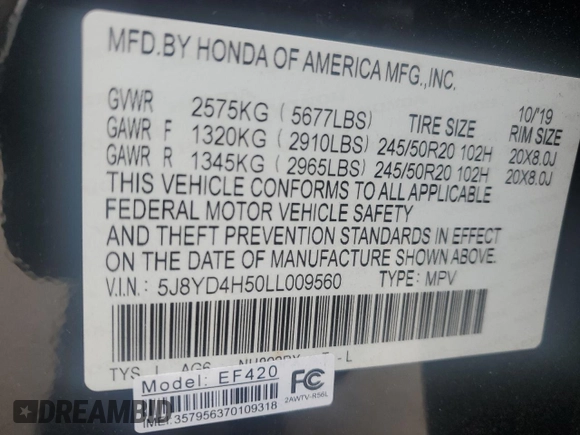 MFD.BY HONDA OF AMERICA MFG.,INC.
10/'19
GVWR 2575KG (5677LBS) TIRE SIZE RIM SIZE
GAWR F 1320KG (2910LBS) 245/50R20 102H 20X8.0J
GAWR R 1345KG (2965LBS) 245/50R20 102H 20X8.0J
THIS VEHICLE CONFORMS TO ALL APPLICABLE
FEDERAL MOTOR VEHICLE SAFETY
AND THEFT PREVENTION STANDARDS IN EFFECT
ON THE DATE OF MANUFACTURE SHOWN ABOVE.
V.I.N.: 5J8YD4H50LL009560 TYPE: MPV
Model: EF420
FC
2AWTV-R56L
IMEI:357956370109318
DREAMBID